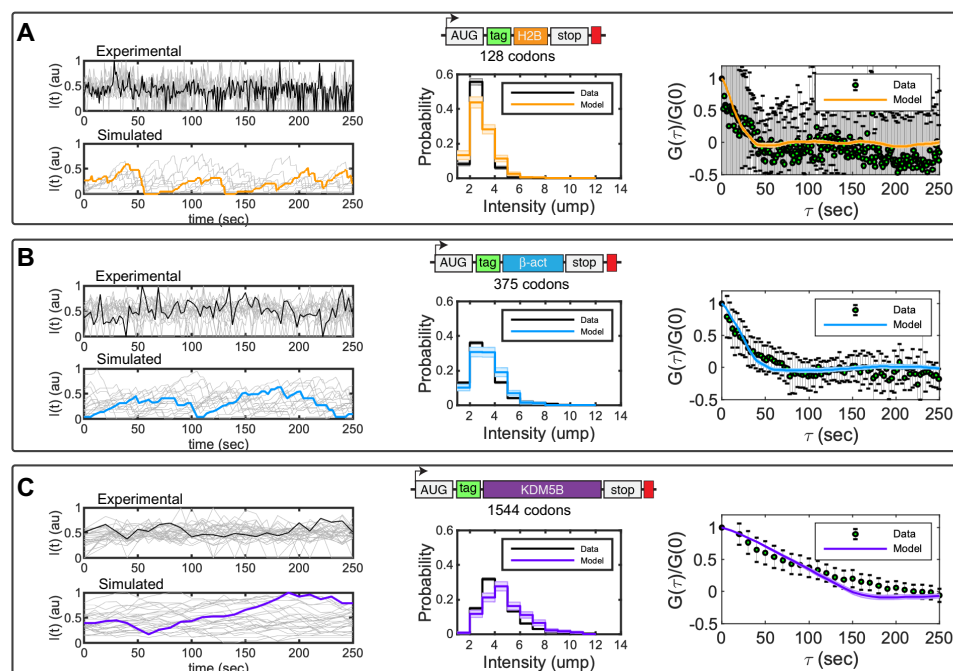 A
Experimental
I(t) (au)
1
0.5
0
0 50 100 150 200 250
Simulated
I(t) (au)
1
0.5
0
0 50 100 150 200 250
time (sec)
AUG tag H2B stop
128 codons
Probability
0.6
0.4
0.2
0
Data
Model
0 2 4 6 8 10 12 14
Intensity (ump)
G(τ)/G(0)
1
0.5
0
-0.5
Data
Model
0 50 100 150 200 250
τ (sec)
B
Experimental
I(t) (au)
1
0.5
0
0 50 100 150 200 250
Simulated
I(t) (au)
1
0.5
0
0 50 100 150 200 250
time (sec)
AUG tag β-act stop
375 codons
Probability
0.6
0.4
0.2
0
Data
Model
0 2 4 6 8 10 12 14
Intensity (ump)
G(τ)/G(0)
1
0.5
0
-0.5
Data
Model
0 50 100 150 200 250
τ (sec)
C
Experimental
I(t) (au)
1
0.5
0
0 50 100 150 200 250
Simulated
I(t) (au)
1
0.5
0
0 50 100 150 200 250
time (sec)
AUG tag KDM5B stop
1544 codons
Probability
0.6
0.4
0.2
0
Data
Model
0 2 4 6 8 10 12 14
Intensity (ump)
G(τ)/G(0)
1
0.5
0
-0.5
Data
Model
0 50 100 150 200 250
τ (sec)